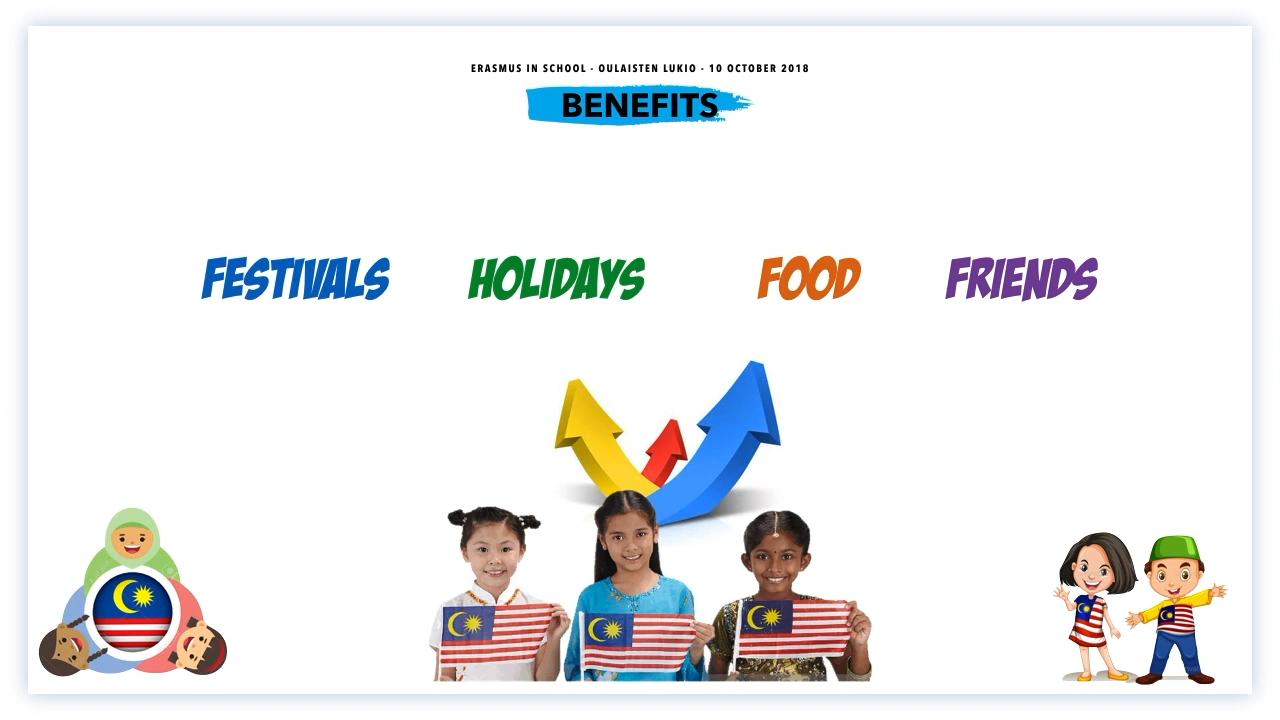 ERASMUS IN SCHOOL - OULAISTEN LUKIO - 10 OCTOBER 2018
BENEFITS
FESTIVALS HOLIDAYS FOOD FRIENDS